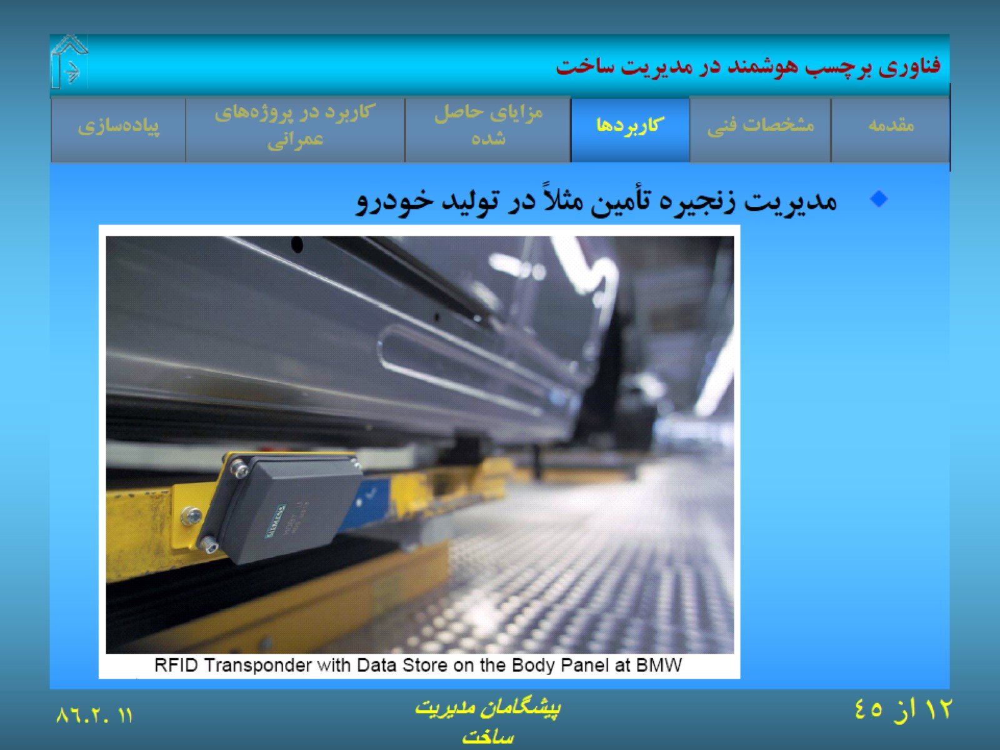 فناوری برچسب هوشمند در مدیریت ساخت
مقدمه
مشخصات فنی
کاربردها
مزایای حاصل
شده
کاربرد در پروژه‌های
عمرانی
پیاده‌سازی
مدیریت زنجیره تأمین مثلاً در تولید خودرو
SIEMENS
RFID Transponder with Data Store on the Body Panel at BMW
۱۲ از ٤٥
پیشگامان مدیریت
ساخت
۸٦.۲. ۱۱